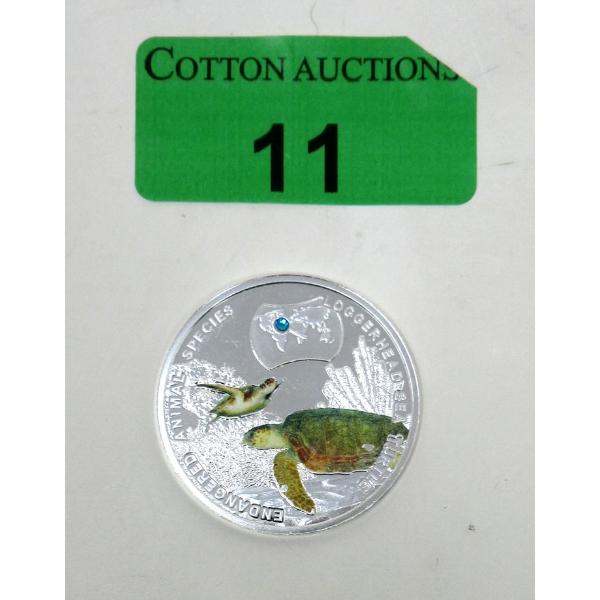 COTTON AUCTIONS
11
ENDANGERED ANIMAL SPECIES
LOGGERHEAD SEA TURTLE